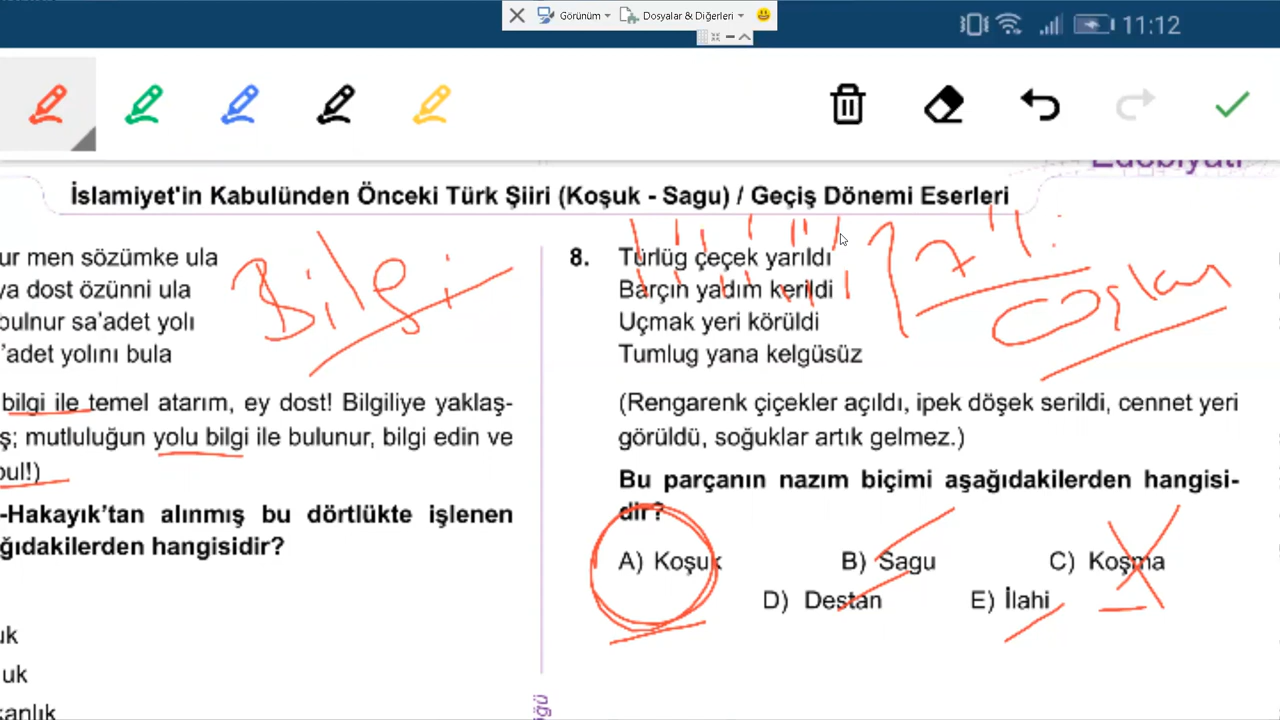 Görünüm
Dosyalar & Diğerleri
11:12
Edebiyatı
İslamiyet'in Kabulünden Önceki Türk Şiiri (Koşuk - Sagu) / Geçiş Dönemi Eserleri
ur men sözümke ula
ya dost özünni ula
bulnur sa'adet yolı
'adet yolını bula
Bilgi
bilgi ile temel atarım, ey dost! Bilgiliye yaklaş-
ş; mutluluğun yolu bilgi ile bulunur, bilgi edin ve
bul!)
-Hakayık'tan alınmış bu dörtlükte işlenen
ğıdakilerden hangisidir?
uk
uk
kanlık
8. Türlüg çeçek yarıldı
Barçın yadım kerildi
Uçmak yeri körüldi
Tumlug yana kelgüsüz
7'li
coşku
(Rengarenk çiçekler açıldı, ipek döşek serildi, cennet yeri
görüldü, soğuklar artık gelmez.)
Bu parçanın nazım biçimi aşağıdakilerden hangisi-
dir?
A) Koşuk B) Sagu C) Koşma
D) Destan E) İlahi